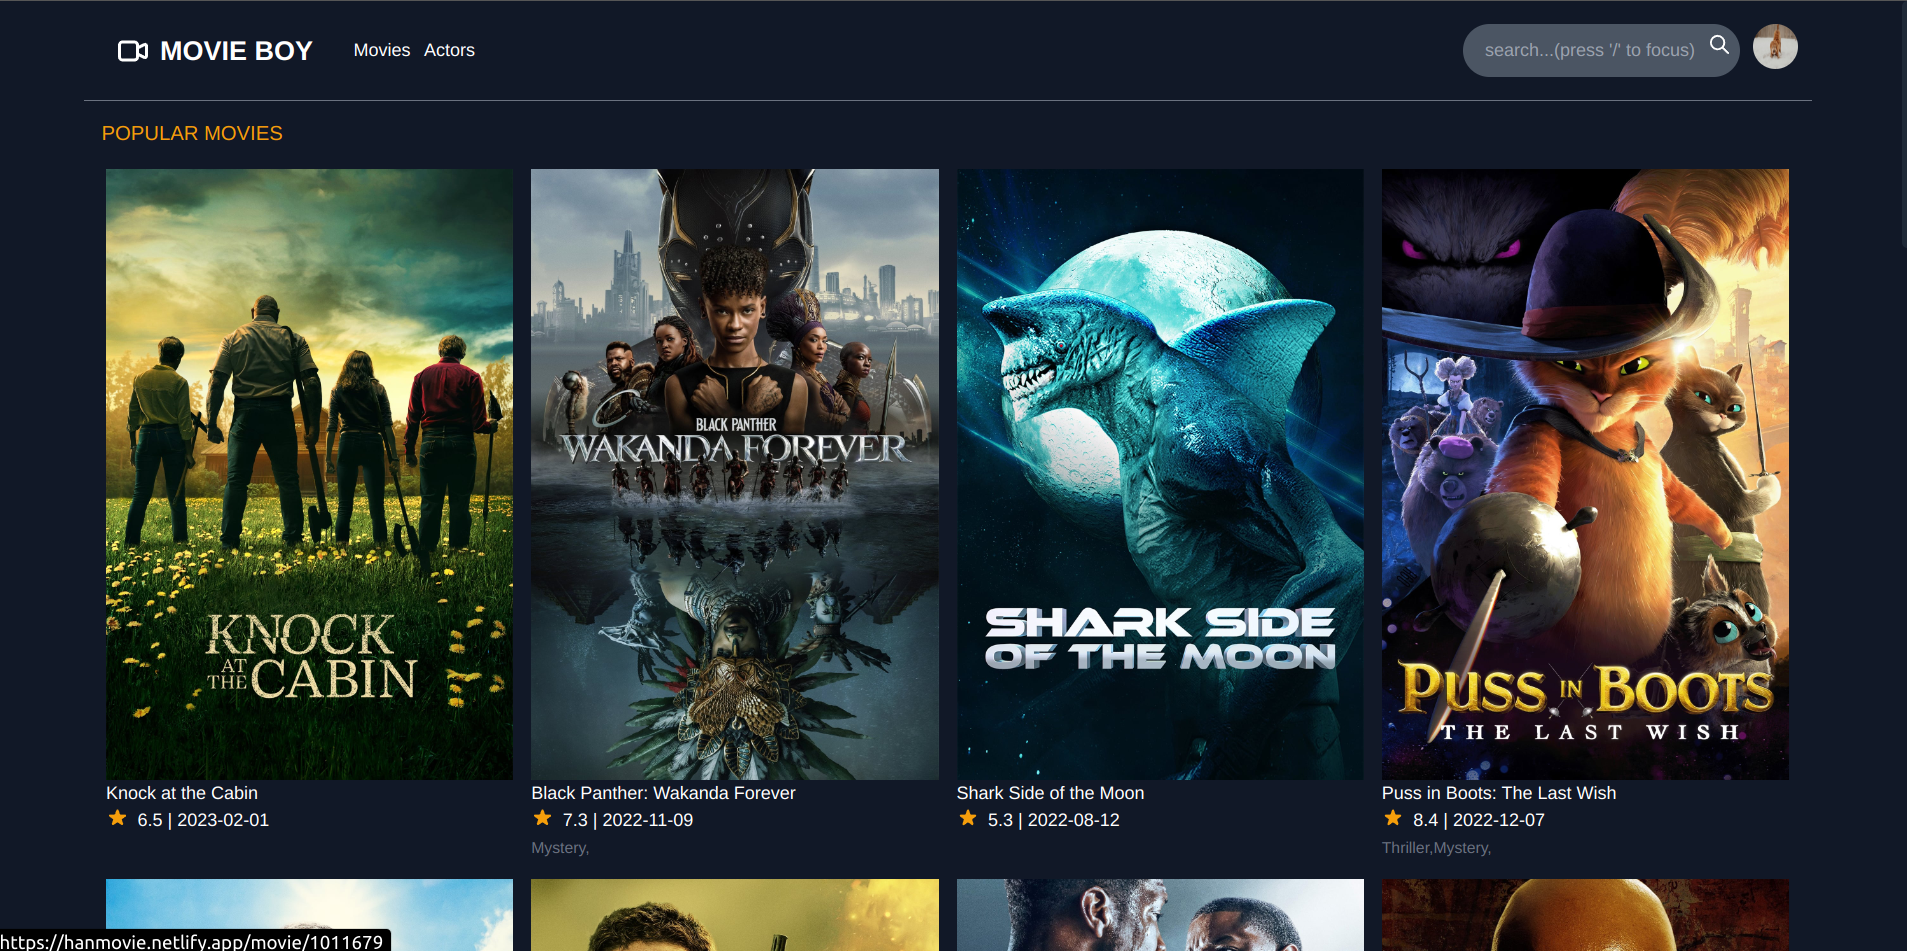 MOVIE BOY
Movies Actors
search...(press '/' to focus)
POPULAR MOVIES
KNOCK
AT
THE CABIN
BLACK PANTHER
WAKANDA FOREVER
SHARK SIDE
OF THE MOON
PUSS IN BOOTS
THE LAST WISH
Knock at the Cabin
6.5 | 2023-02-01
Black Panther: Wakanda Forever
7.3 | 2022-11-09
Mystery,
Shark Side of the Moon
5.3 | 2022-08-12
Puss in Boots: The Last Wish
8.4 | 2022-12-07
Thriller,Mystery,
https://hanmovie.netlify.app/movie/1011679